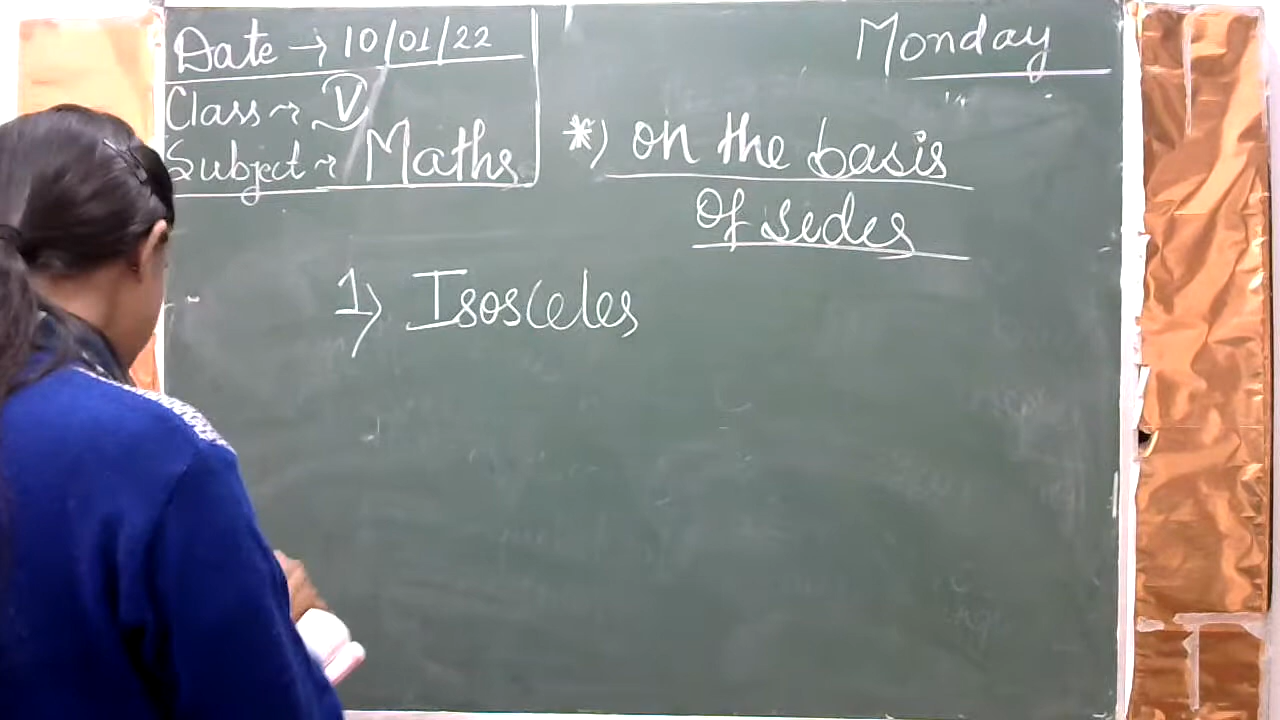 Date → 10/01/22
Class → V
Subject → Maths
Monday
*) on the basis
Of sedes
1) Isosceles